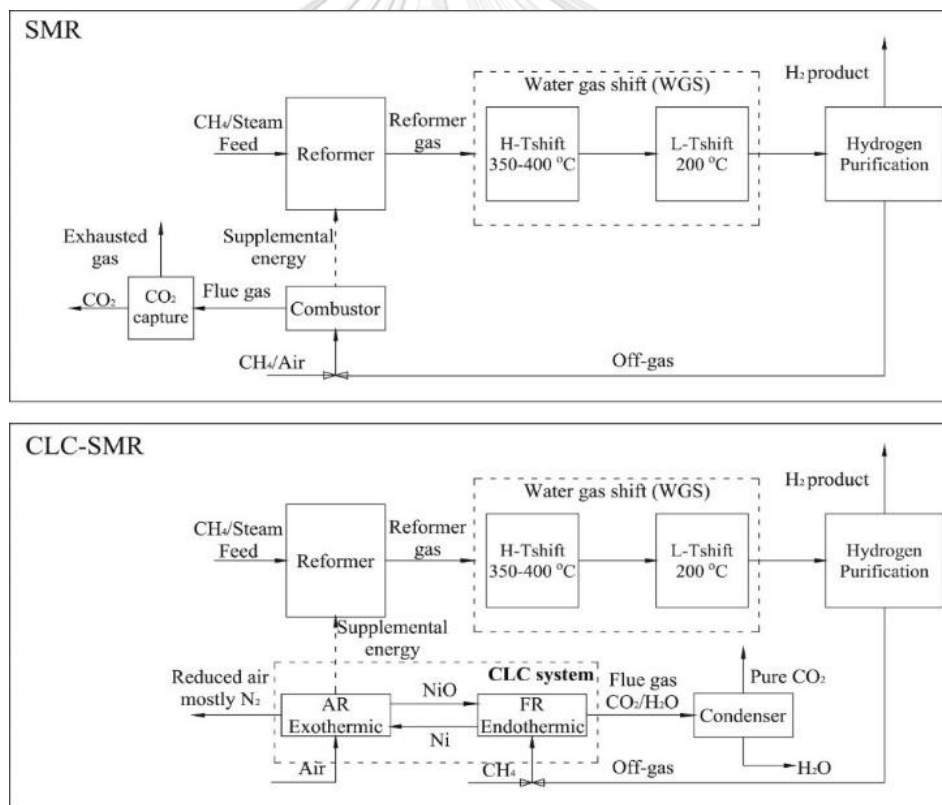 SMR
H₂ product
Water gas shift (WGS)
CH₄/Steam
Feed
Reformer
Reformer
gas
H-Tshift
350-400 °C
L-Tshift
200 °C
Hydrogen
Purification
Exhausted
gas
Supplemental
energy
CO₂
CO₂
capture
Flue gas
Combustor
CH₄/Air
Off-gas
CLC-SMR
H₂ product
Water gas shift (WGS)
CH₄/Steam
Feed
Reformer
Reformer
gas
H-Tshift
350-400 °C
L-Tshift
200 °C
Hydrogen
Purification
Supplemental
energy
Reduced air
mostly N₂
CLC system
AR
Exothermic
NiO
Ni
FR
Endothermic
Flue gas
CO₂/H₂O
Pure CO₂
Condenser
Air
CH₄
Off-gas
H₂O